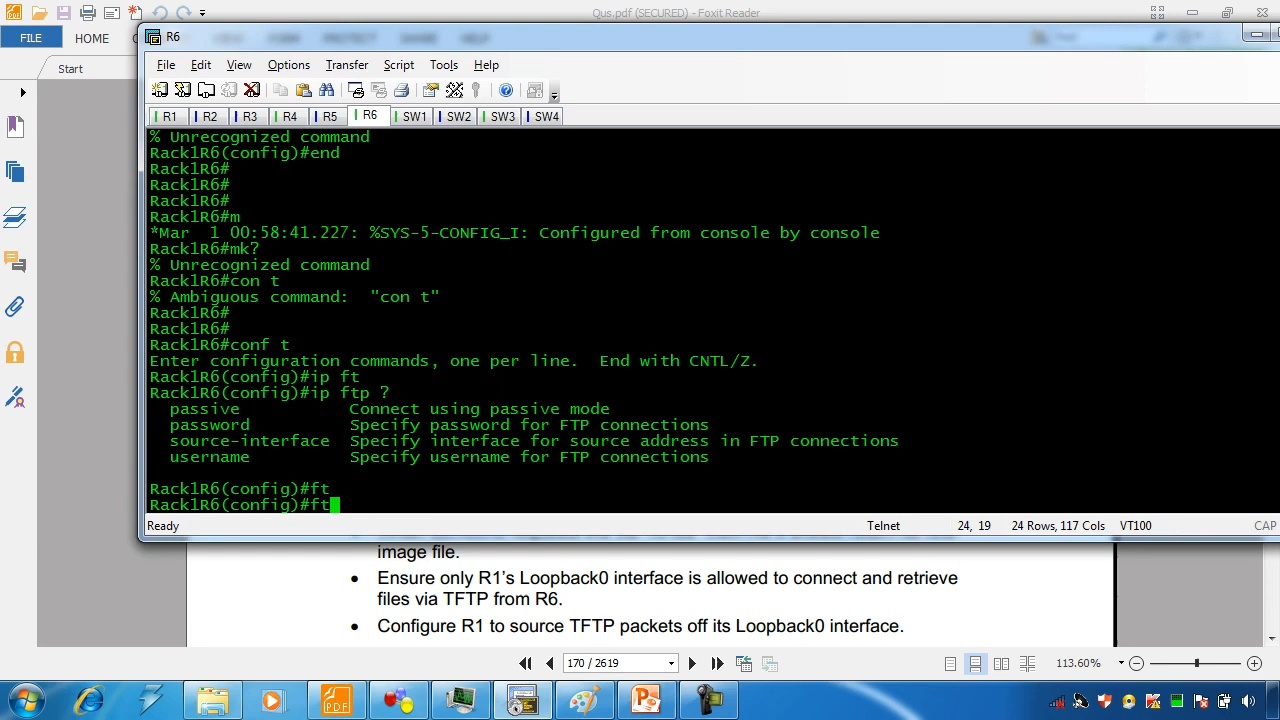 Qus.pdf (SECURED) - Foxit Reader
FILE
HOME
Start
R6
File Edit View Options Transfer Script Tools Help
R1 R2 R3 R4 R5 R6 SW1 SW2 SW3 SW4
% Unrecognized command
Rack1R6(config)#end
Rack1R6#
Rack1R6#
Rack1R6#
Rack1R6#m
*Mar  1 00:58:41.227: %SYS-5-CONFIG_I: Configured from console by console
Rack1R6#mk?
% Unrecognized command
Rack1R6#con t
% Ambiguous command:  "con t"
Rack1R6#
Rack1R6#
Rack1R6#conf t
Enter configuration commands, one per line.  End with CNTL/Z.
Rack1R6(config)#ip ft
Rack1R6(config)#ip ftp ?
  passive           Connect using passive mode
  password          Specify password for FTP connections
  source-interface  Specify interface for source address in FTP connections
  username          Specify username for FTP connections
Rack1R6(config)#ft
Rack1R6(config)#ft
Ready Telnet 24, 19 24 Rows, 117 Cols VT100 CAP
image file.
• Ensure only R1’s Loopback0 interface is allowed to connect and retrieve
files via TFTP from R6.
• Configure R1 to source TFTP packets off its Loopback0 interface.
170 / 2619 113.60%
PDF